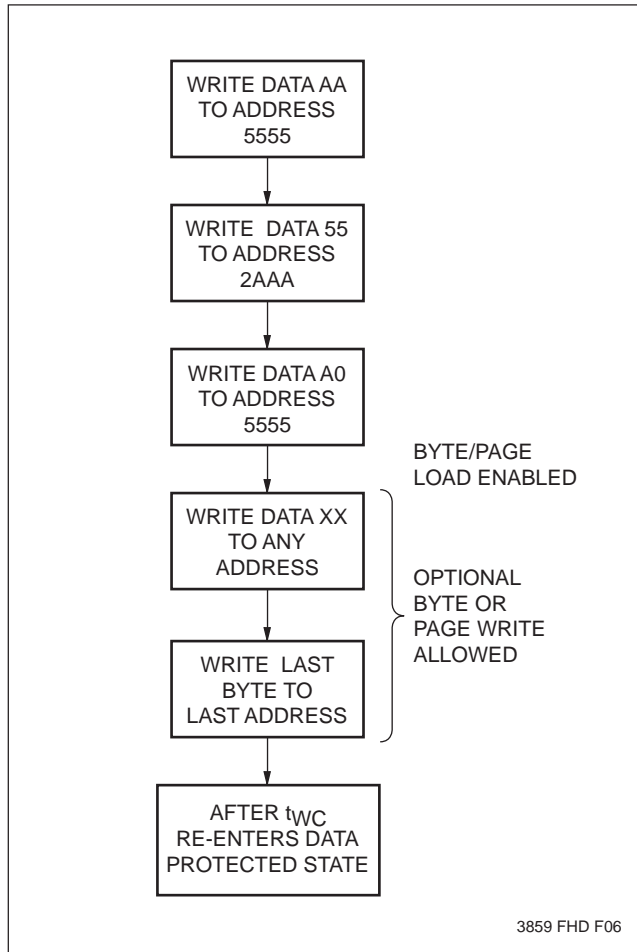 WRITE DATA AA
TO ADDRESS
5555
WRITE DATA 55
TO ADDRESS
2AAA
WRITE DATA A0
TO ADDRESS
5555
BYTE/PAGE
LOAD ENABLED
WRITE DATA XX
TO ANY
ADDRESS
OPTIONAL
BYTE OR
PAGE WRITE
ALLOWED
WRITE LAST
BYTE TO
LAST ADDRESS
AFTER tWC
RE-ENTERS DATA
PROTECTED STATE
3859 FHD F06